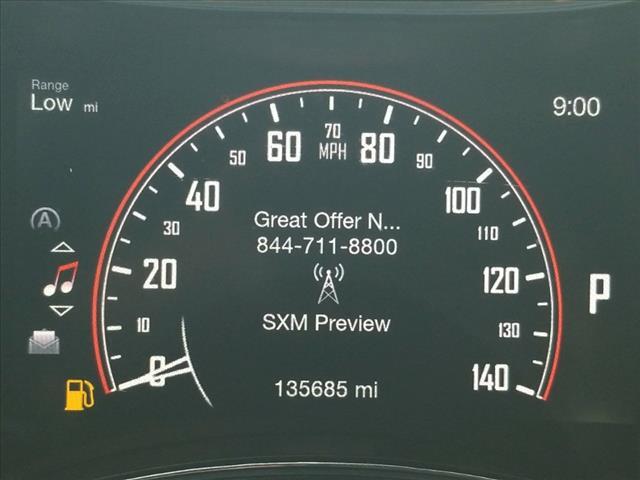 Range
Low mi
9:00
70
MPH
60
80
50
90
40
100
30
110
20
120
10
130
0
140
A
Great Offer N...
844-711-8800
SXM Preview
P
135685 mi